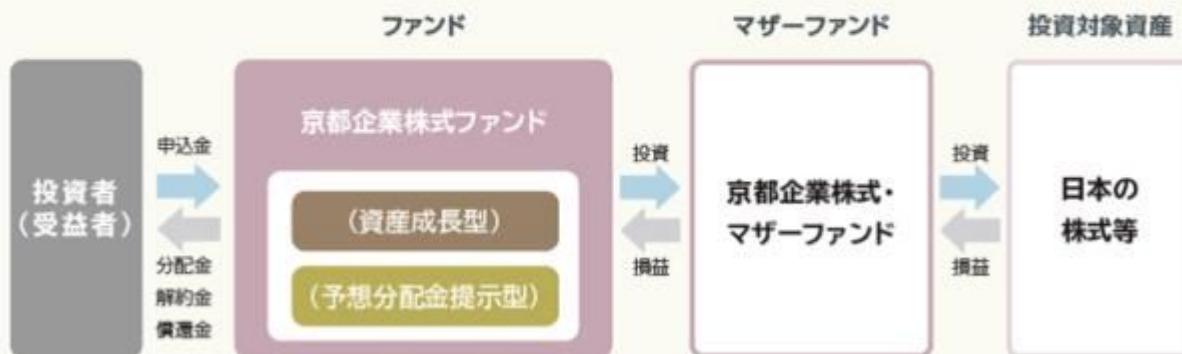 ファンド
マザーファンド
投資対象資産
投資者
(受益者)
申込金
分配金
解約金
償還金
京都企業株式ファンド
(資産成長型)
(予想分配金提示型)
投資
損益
京都企業株式・
マザーファンド
投資
損益
日本の
株式等